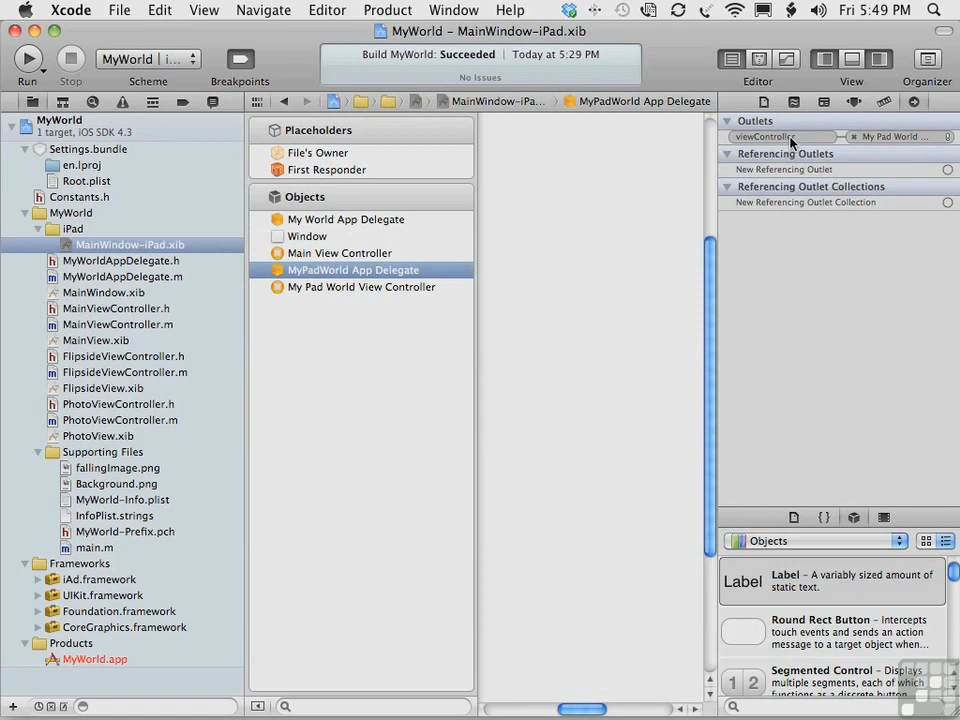 Xcode File Edit View Navigate Editor Product Window Help Fri 5:49 PM
MyWorld – MainWindow-iPad.xib
MyWorld | i...
Build MyWorld: Succeeded | Today at 5:29 PM
No Issues
Run Stop Scheme Breakpoints Editor View Organizer
MainWindow-iPa... MyPadWorld App Delegate
MyWorld
1 target, iOS SDK 4.3
Settings.bundle
en.lproj
Root.plist
Constants.h
MyWorld
iPad
MainWindow-iPad.xib
MyWorldAppDelegate.h
MyWorldAppDelegate.m
MainWindow.xib
MainViewController.h
MainViewController.m
MainView.xib
FlipsideViewController.h
FlipsideViewController.m
FlipsideView.xib
PhotoViewController.h
PhotoViewController.m
PhotoView.xib
Supporting Files
fallingImage.png
Background.png
MyWorld-Info.plist
InfoPlist.strings
MyWorld-Prefix.pch
main.m
Frameworks
iAd.framework
UIKit.framework
Foundation.framework
CoreGraphics.framework
Products
MyWorld.app
Placeholders
File's Owner
First Responder
Objects
My World App Delegate
Window
Main View Controller
MyPadWorld App Delegate
My Pad World View Controller
Outlets
viewController My Pad World ...
Referencing Outlets
New Referencing Outlet
Referencing Outlet Collections
New Referencing Outlet Collection
{ }
Objects
Label
Label – A variably sized amount of
static text.
Round Rect Button – Intercepts
touch events and sends an action
message to a target object when...
1 2
Segmented Control – Displays
multiple segments, each of which
functions as a discrete button.